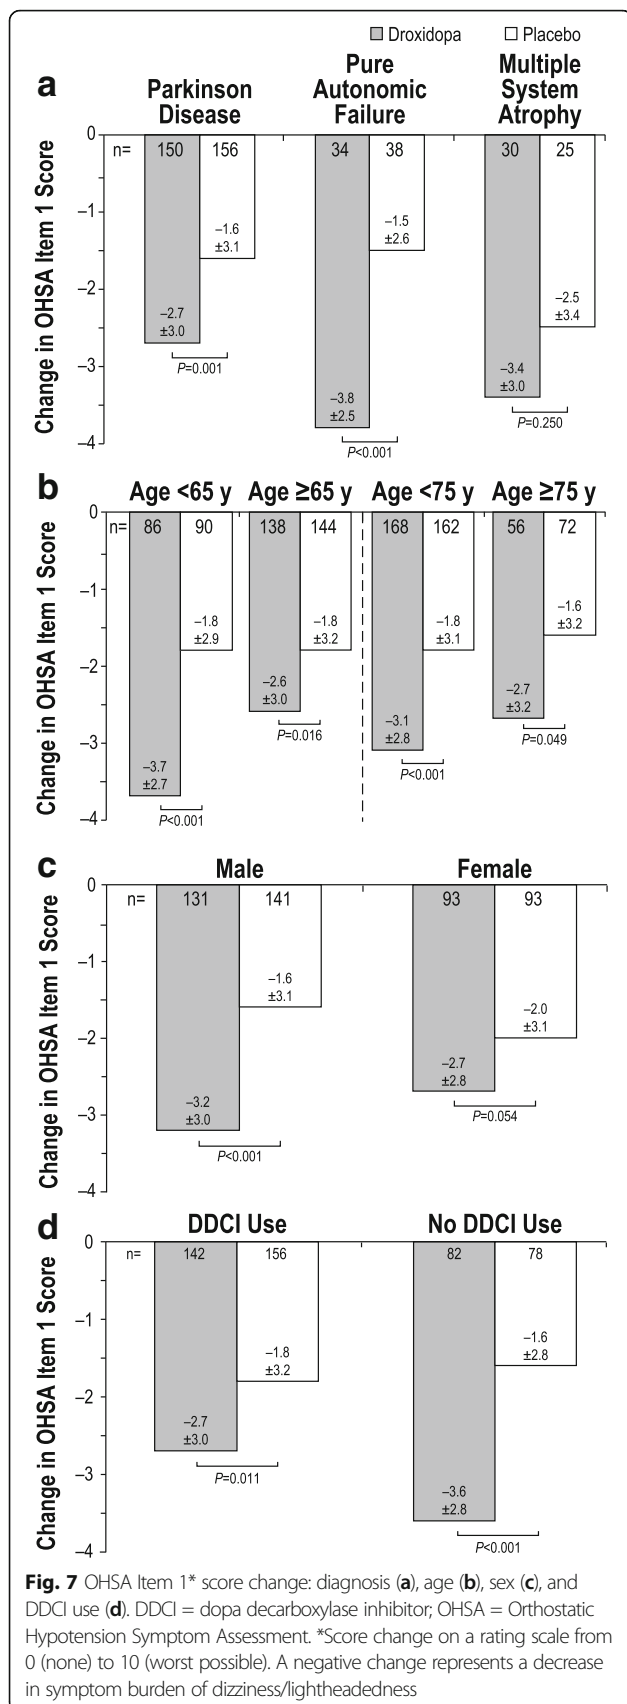 Droxidopa Placebo
a
Parkinson
Disease
Pure
Autonomic
Failure
Multiple
System
Atrophy
Change in OHSA Item 1 Score
0
–1
–2
–3
–4
n= 150 156 34 38 30 25
–1.6
±3.1
–1.5
±2.6
–2.5
±3.4
–2.7
±3.0
–3.8
±2.5
–3.4
±3.0
P=0.001
P<0.001
P=0.250
b
Age <65 y Age ≥65 y Age <75 y Age ≥75 y
Change in OHSA Item 1 Score
0
–1
–2
–3
–4
n= 86 90 138 144 168 162 56 72
–1.8
±2.9
–1.8
±3.2
–1.8
±3.1
–1.6
±3.2
–3.7
±2.7
–2.6
±3.0
–3.1
±2.8
–2.7
±3.2
P<0.001
P=0.016
P<0.001
P=0.049
c
Male Female
Change in OHSA Item 1 Score
0
–1
–2
–3
–4
n= 131 141 93 93
–1.6
±3.1
–2.0
±3.1
–3.2
±3.0
–2.7
±2.8
P<0.001
P=0.054
d
DDCI Use No DDCI Use
Change in OHSA Item 1 Score
0
–1
–2
–3
–4
n= 142 156 82 78
–1.8
±3.2
–1.6
±2.8
–2.7
±3.0
–3.6
±2.8
P=0.011
P<0.001
Fig. 7 OHSA Item 1* score change: diagnosis (a), age (b), sex (c), and
DDCI use (d). DDCI = dopa decarboxylase inhibitor; OHSA = Orthostatic
Hypotension Symptom Assessment. *Score change on a rating scale from
0 (none) to 10 (worst possible). A negative change represents a decrease
in symptom burden of dizziness/lightheadedness